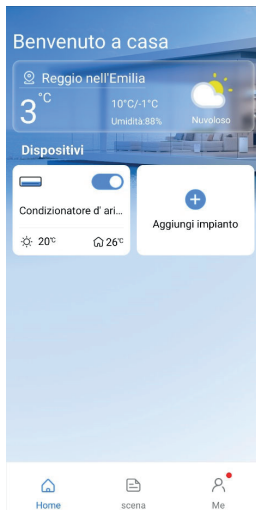 Benvenuto a casa
Reggio nell'Emilia
3°C
10°C/-1°C
Umidità:88%
Nuvoloso
Dispositivi
Condizionatore d' ari...
20℃
26℃
Aggiungi impianto
Home
scena
Me